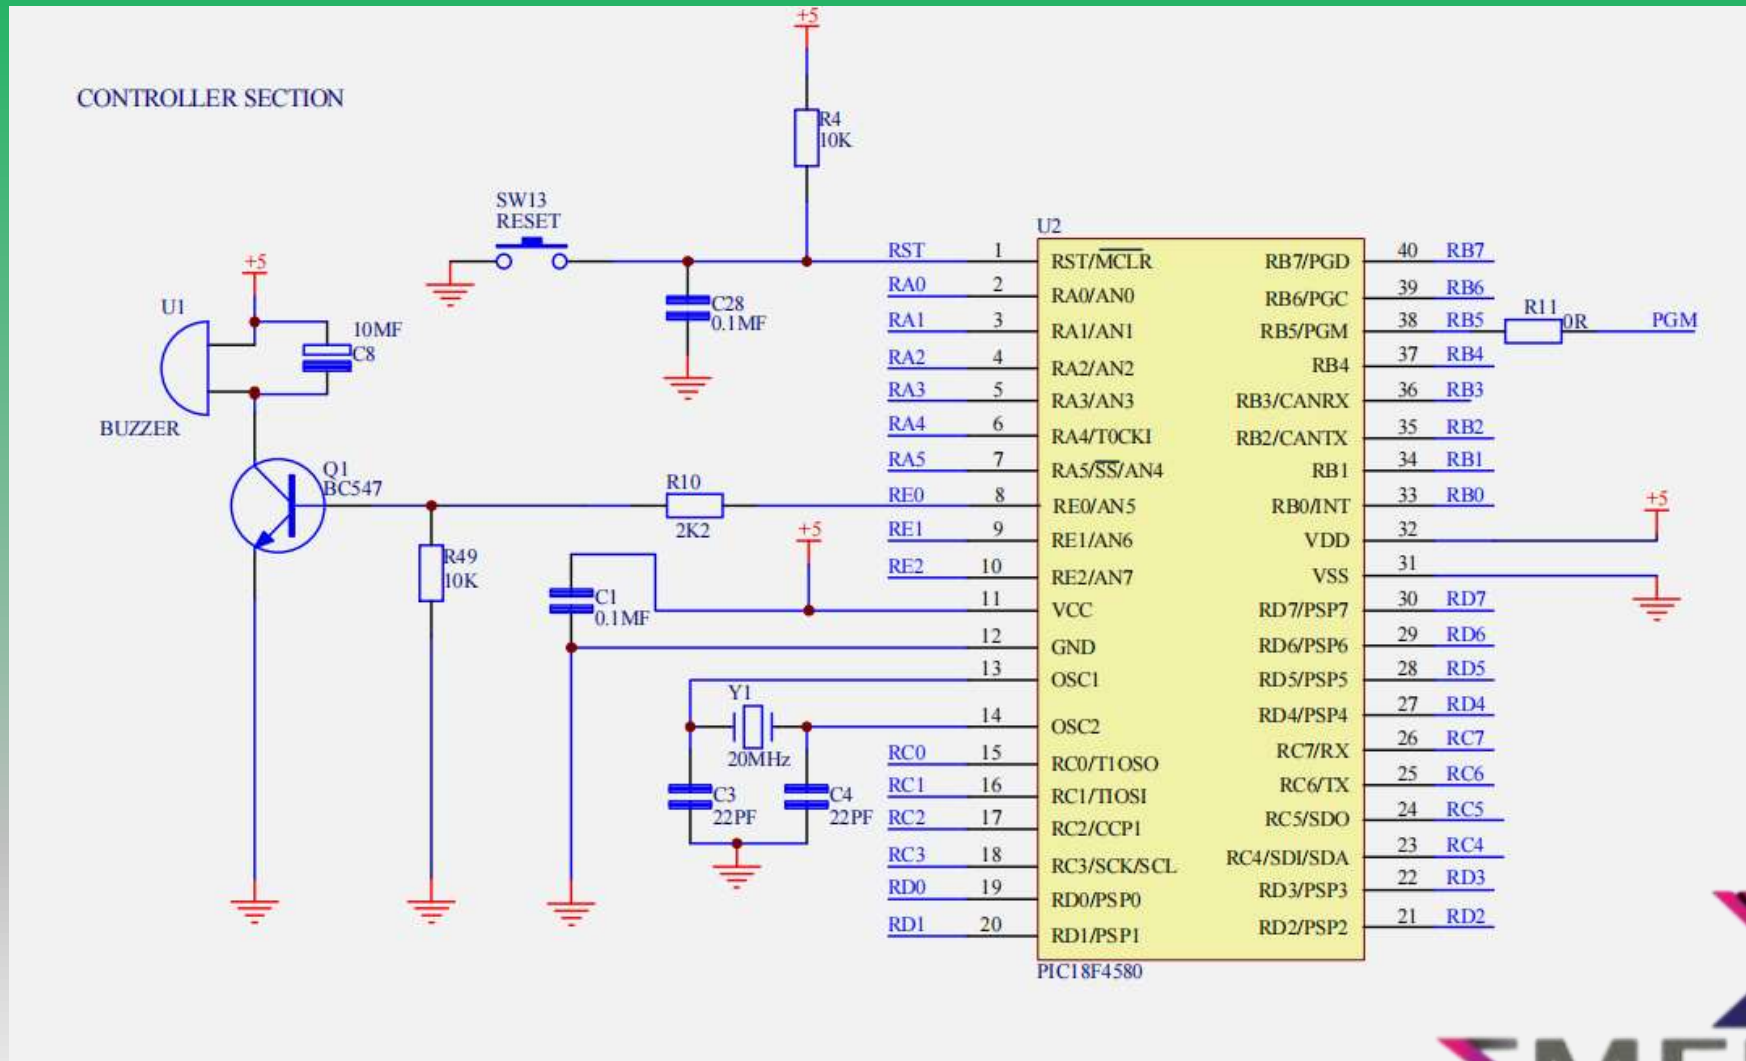 +5
CONTROLLER SECTION
R4
10K
SW13
RESET
C28
0.1MF
+5
U1
10MF
C8
BUZZER
Q1
BC547
R10
2K2
R49
10K
+5
C1
0.1MF
Y1
20MHz
C3
22PF
C4
22PF
U2
RST 1 RST/MCLR
RA0 2 RA0/AN0
RA1 3 RA1/AN1
RA2 4 RA2/AN2
RA3 5 RA3/AN3
RA4 6 RA4/T0CKI
RA5 7 RA5/SS/AN4
RE0 8 RE0/AN5
RE1 9 RE1/AN6
RE2 10 RE2/AN7
11 VCC
12 GND
13 OSC1
14 OSC2
RC0 15 RC0/T1OSO
RC1 16 RC1/TIOSI
RC2 17 RC2/CCP1
RC3 18 RC3/SCK/SCL
RD0 19 RD0/PSP0
RD1 20 RD1/PSP1
RB7/PGD 40 RB7
RB6/PGC 39 RB6
RB5/PGM 38 RB5
RB4 37 RB4
RB3/CANRX 36 RB3
RB2/CANTX 35 RB2
RB1 34 RB1
RB0/INT 33 RB0
VDD 32
VSS 31
RD7/PSP7 30 RD7
RD6/PSP6 29 RD6
RD5/PSP5 28 RD5
RD4/PSP4 27 RD4
RC7/RX 26 RC7
RC6/TX 25 RC6
RC5/SDO 24 RC5
RC4/SDI/SDA 23 RC4
RD3/PSP3 22 RD3
RD2/PSP2 21 RD2
PIC18F4580
R11
0R
PGM
+5